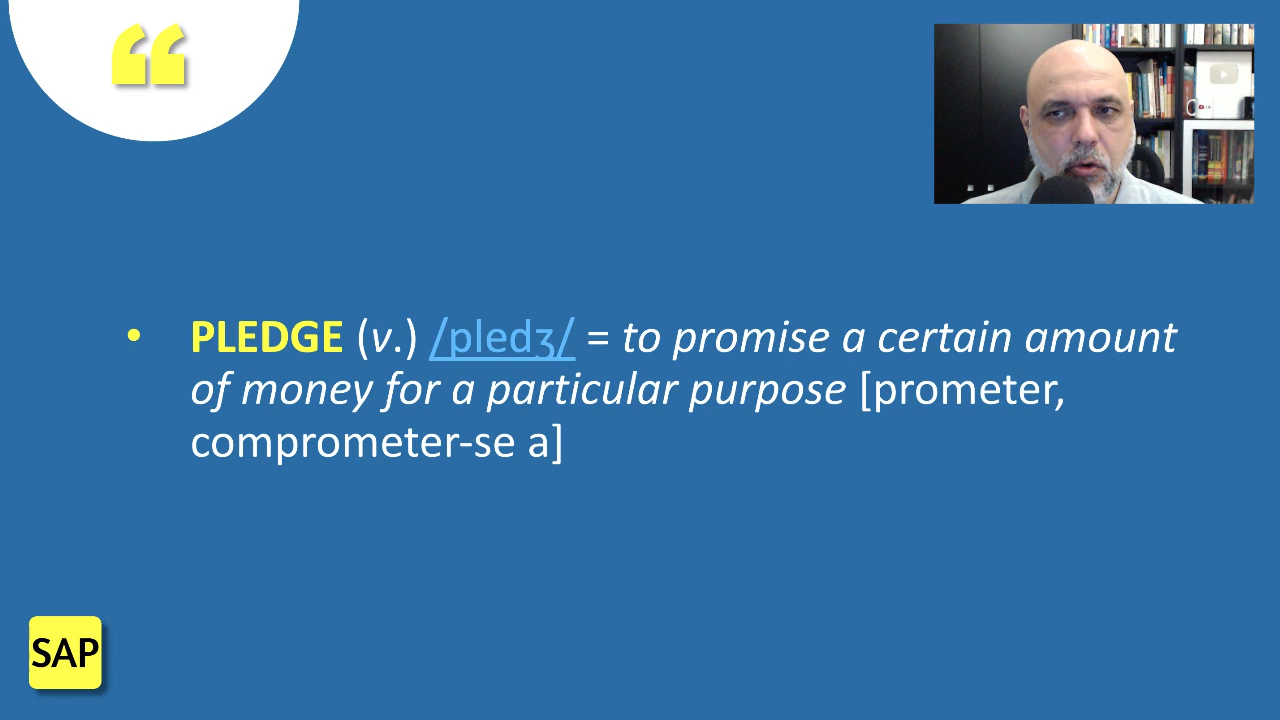 “
• PLEDGE (v.) /pledʒ/ = to promise a certain amount
of money for a particular purpose [prometer,
comprometer-se a]
SAP